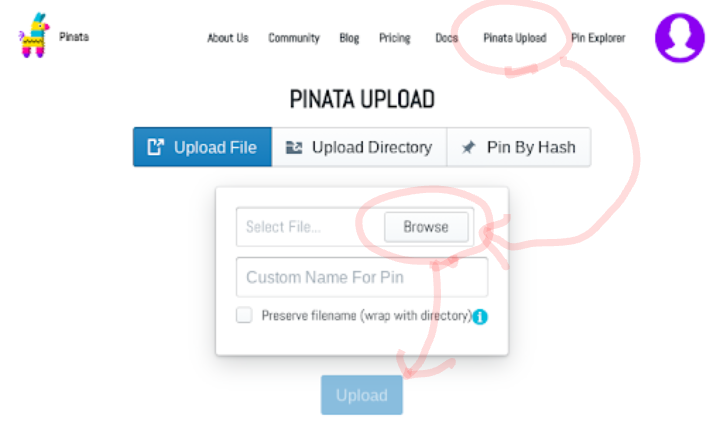 Pinata About Us Community Blog Pricing Docs Pinata Upload Pin Explorer
PINATA UPLOAD
Upload File Upload Directory Pin By Hash
Select File... Browse
Custom Name For Pin
Preserve filename (wrap with directory)
Upload